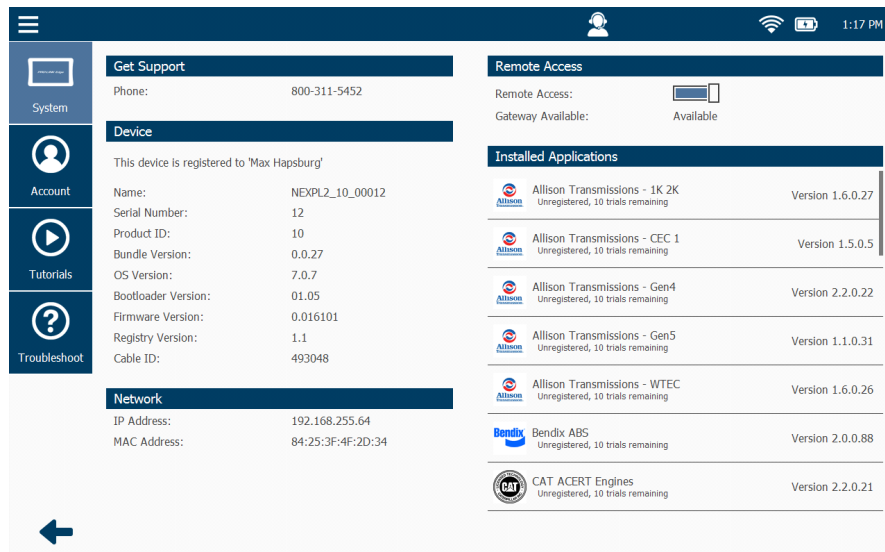 1:17 PM
System
Account
Tutorials
Troubleshoot
Get Support
Phone: 800-311-5452
Device
This device is registered to 'Max Hapsburg'
Name: NEXPL2_10_00012
Serial Number: 12
Product ID: 10
Bundle Version: 0.0.27
OS Version: 7.0.7
Bootloader Version: 01.05
Firmware Version: 0.016101
Registry Version: 1.1
Cable ID: 493048
Network
IP Address: 192.168.255.64
MAC Address: 84:25:3F:4F:2D:34
Remote Access
Remote Access:
Gateway Available: Available
Installed Applications
Allison Transmissions - 1K 2K
Unregistered, 10 trials remaining
Version 1.6.0.27
Allison Transmissions - CEC 1
Unregistered, 10 trials remaining
Version 1.5.0.5
Allison Transmissions - Gen4
Unregistered, 10 trials remaining
Version 2.2.0.22
Allison Transmissions - Gen5
Unregistered, 10 trials remaining
Version 1.1.0.31
Allison Transmissions - WTEC
Unregistered, 10 trials remaining
Version 1.6.0.26
Bendix
Bendix ABS
Unregistered, 10 trials remaining
Version 2.0.0.88
CAT
CAT ACERT Engines
Unregistered, 10 trials remaining
Version 2.2.0.21